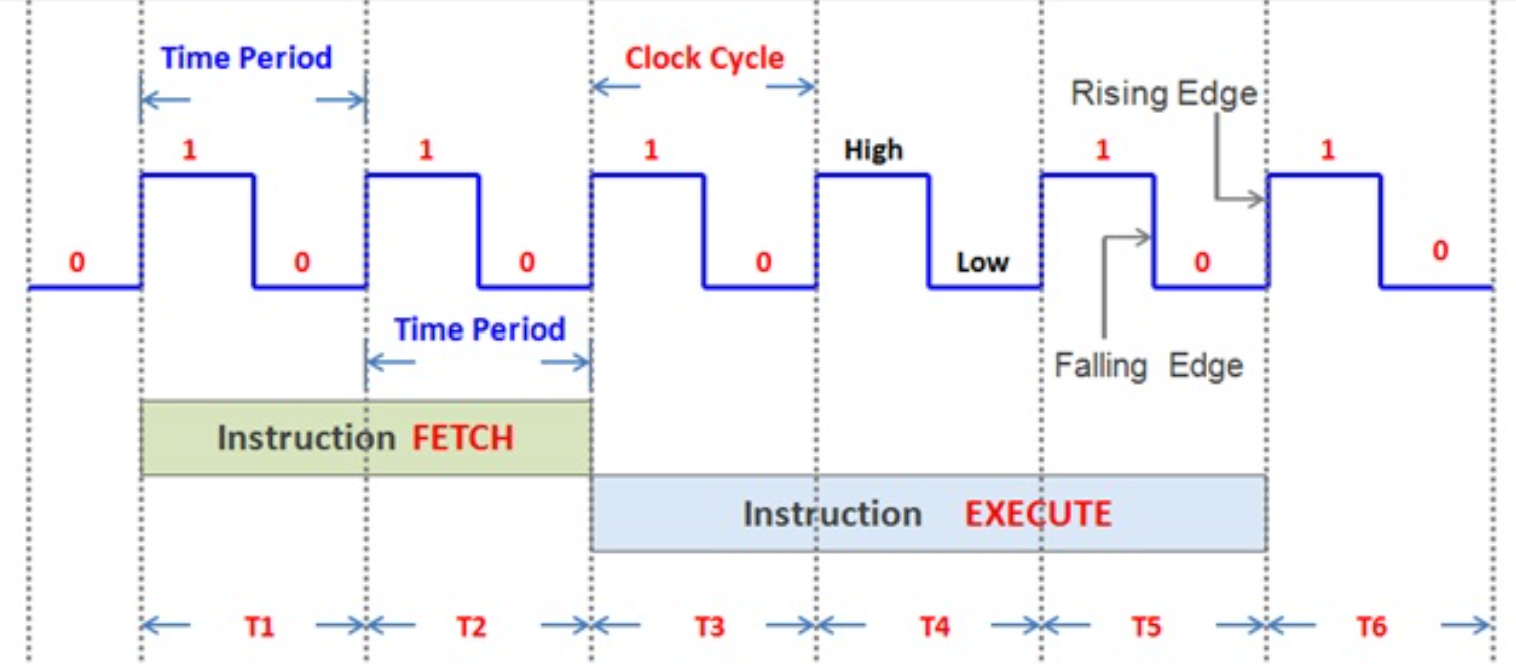 Time Period
Clock Cycle
Rising Edge
1
1
1
High
1
1
0
0
0
0
Low
0
0
Time Period
Falling Edge
Instruction FETCH
Instruction EXECUTE
T1
T2
T3
T4
T5
T6